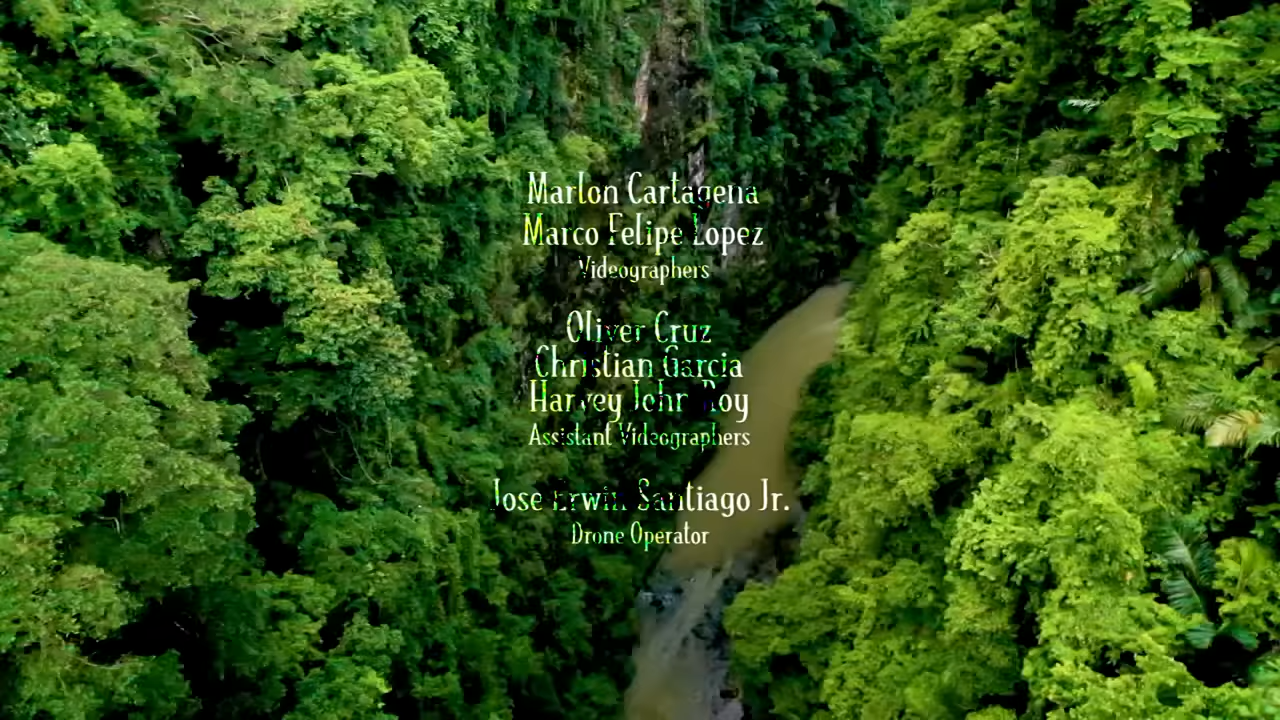 Marlon Cartagena
Marco Felipe Lopez
Videographers
Oliver Cruz
Christian Garcia
Harvey John Roy
Assistant Videographers
Jose Erwin Santiago Jr.
Drone Operator